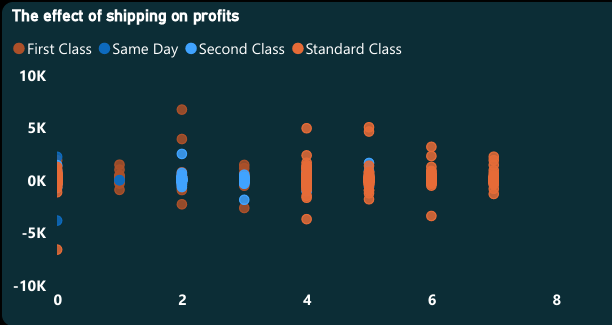 The effect of shipping on profits
First Class Same Day Second Class Standard Class
10K
5K
0K
-5K
-10K
0 2 4 6 8